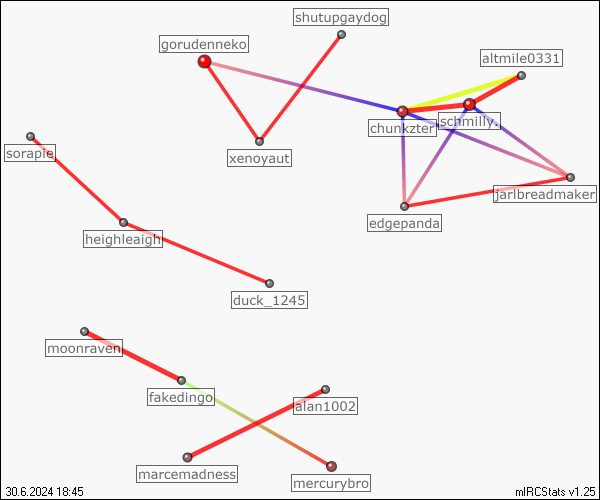 shutupgaydog
gorudenneko
altmile0331
chunkzter
schmilly.
sorapie
xenoyaut
jarlbreadmaker
edgepanda
heighleaigh
duck_1245
moonraven
fakedingo
alan1002
marcemadness
mercurybro
30.6.2024 18:45
mIRCStats v1.25